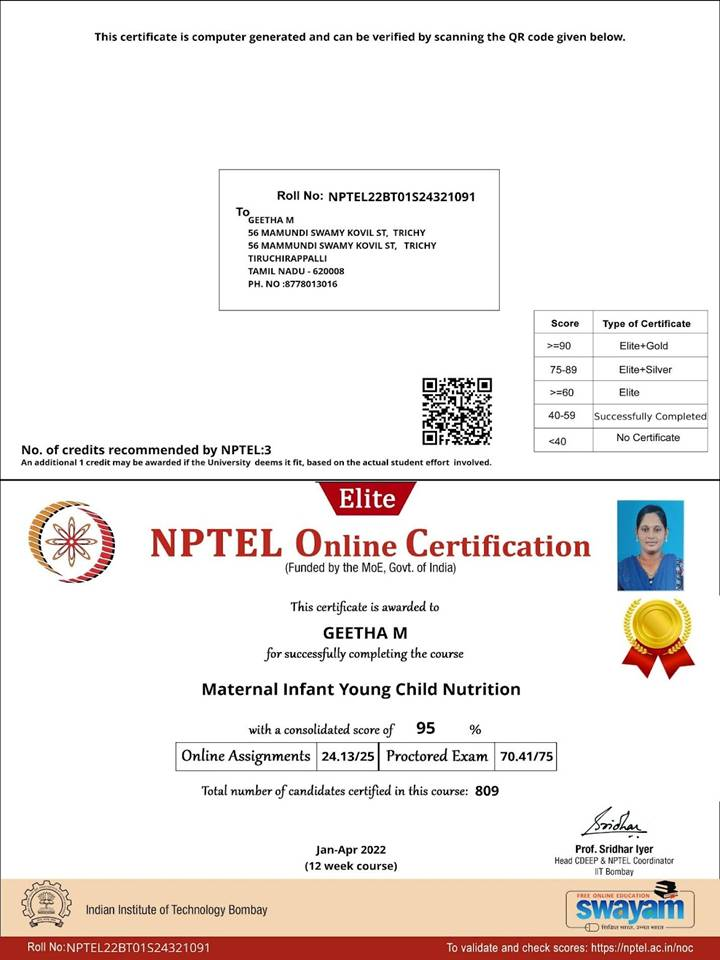 This certificate is computer generated and can be verified by scanning the QR code given below.
Roll No: NPTEL22BT01S24321091
To
GEETHA M
56 MAMUNDI SWAMY KOVIL ST, TRICHY
56 MAMMUNDI SWAMY KOVIL ST, TRICHY
TIRUCHIRAPPALLI
TAMIL NADU - 620008
PH. NO :8778013016
Score Type of Certificate
>=90 Elite+Gold
75-89 Elite+Silver
>=60 Elite
40-59 Successfully Completed
<40 No Certificate
No. of credits recommended by NPTEL:3
An additional 1 credit may be awarded if the University deems it fit, based on the actual student effort involved.
Elite
NPTEL Online Certification
(Funded by the MoE, Govt. of India)
This certificate is awarded to
GEETHA M
for successfully completing the course
Maternal Infant Young Child Nutrition
with a consolidated score of 95 %
Online Assignments 24.13/25 Proctored Exam 70.41/75
Total number of candidates certified in this course: 809
Sridhar
Jan-Apr 2022
(12 week course)
Prof. Sridhar Iyer
Head CDEEP & NPTEL Coordinator
IIT Bombay
Indian Institute of Technology Bombay
FREE ONLINE EDUCATION
swayam
शिक्षित भारत, उन्नत भारत
Roll No:NPTEL22BT01S24321091
To validate and check scores: https://nptel.ac.in/noc